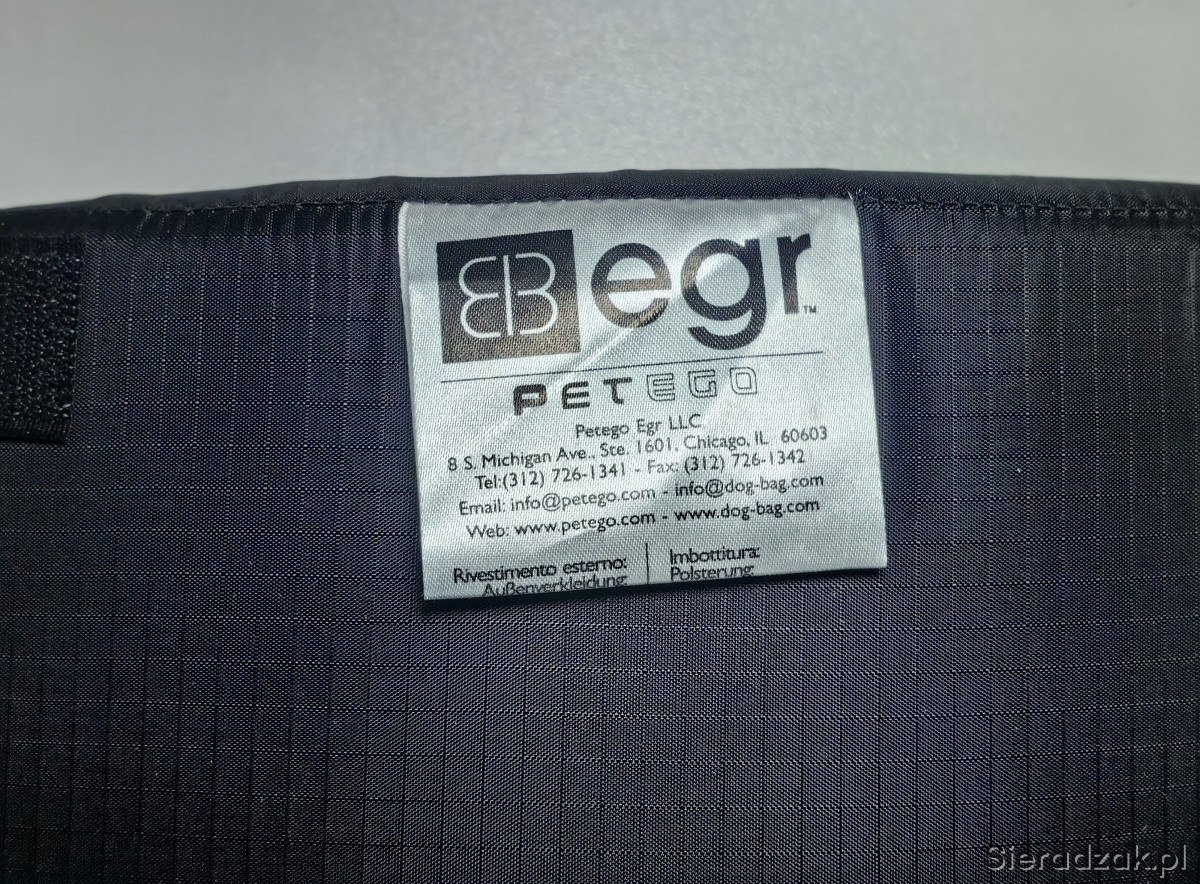 egr™
PETEGO
Petego Egr LLC
8 S. Michigan Ave., Ste. 1601, Chicago, IL 60603
Tel:(312) 726-1341 - Fax: (312) 726-1342
Email: info@petego.com - info@dog-bag.com
Web: www.petego.com - www.dog-bag.com
Rivestimento esterno: Imbottitura:
Außenverkleidung: Polsterung:
Sieradzak.pl